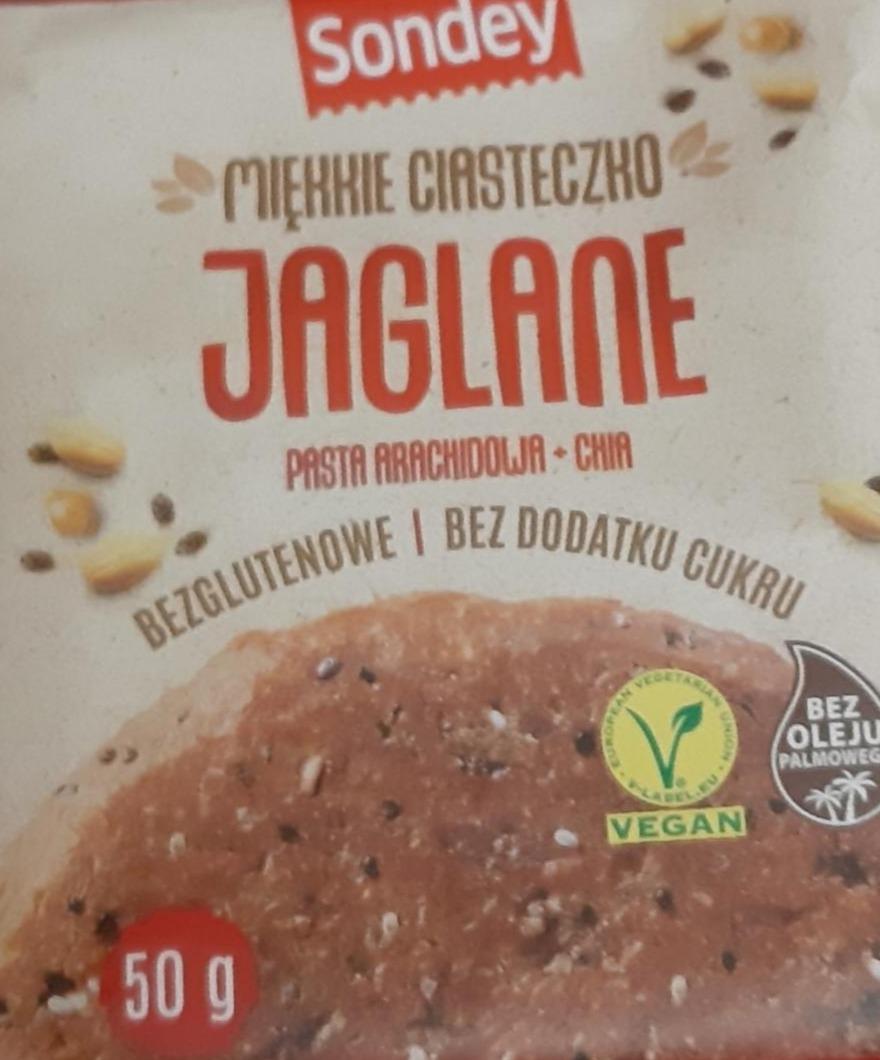 Sondey
MIĘKKIE CIASTECZKO
JAGLANE
PASTA ARACHIDOWA + CHIA
BEZGLUTENOWE | BEZ DODATKU CUKRU
EUROPEAN VEGETARIAN UNION
V-LABEL.EU
VEGAN
BEZ
OLEJU
PALMOWEG
50 g